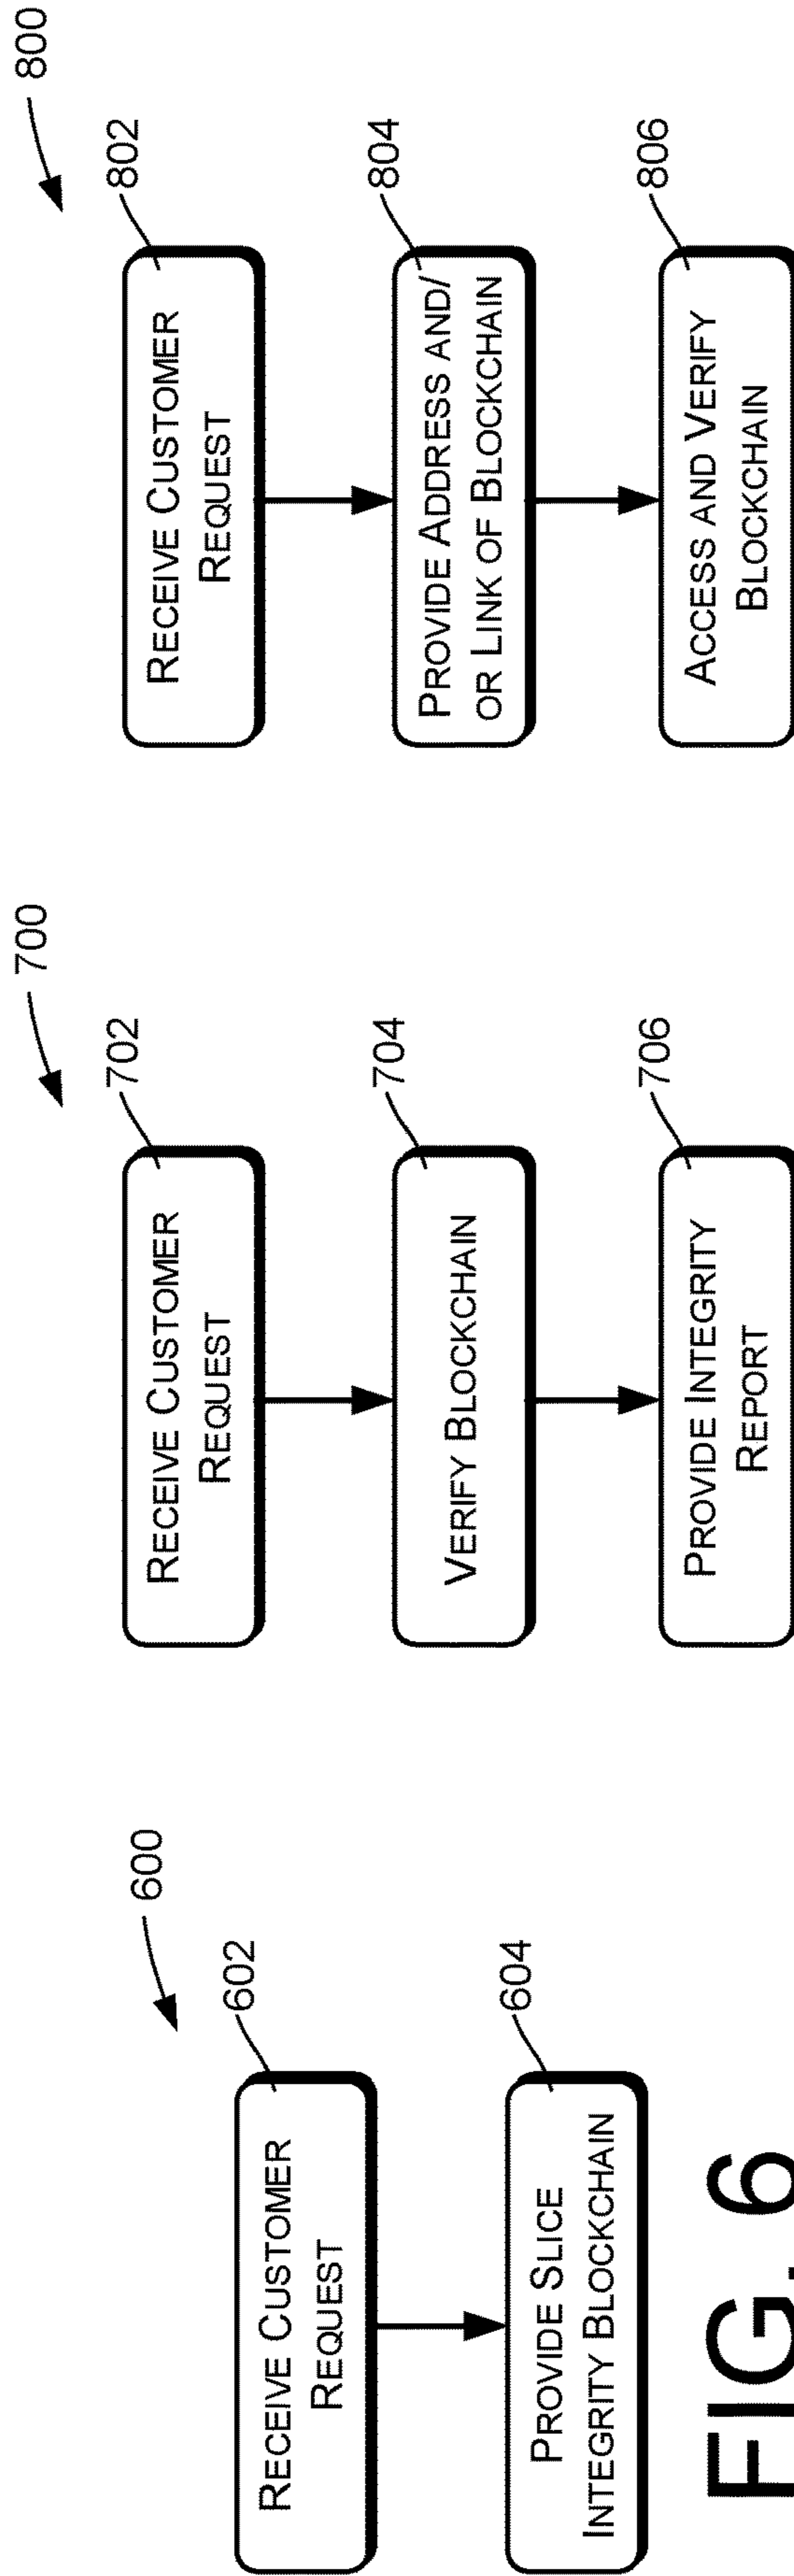 600
602
RECEIVE CUSTOMER
REQUEST
604
PROVIDE SLICE
INTEGRITY BLOCKCHAIN
FIG. 6
700
702
RECEIVE CUSTOMER
REQUEST
704
VERIFY BLOCKCHAIN
706
PROVIDE INTEGRITY
REPORT
800
802
RECEIVE CUSTOMER
REQUEST
804
PROVIDE ADDRESS AND/
OR LINK OF BLOCKCHAIN
806
ACCESS AND VERIFY
BLOCKCHAIN